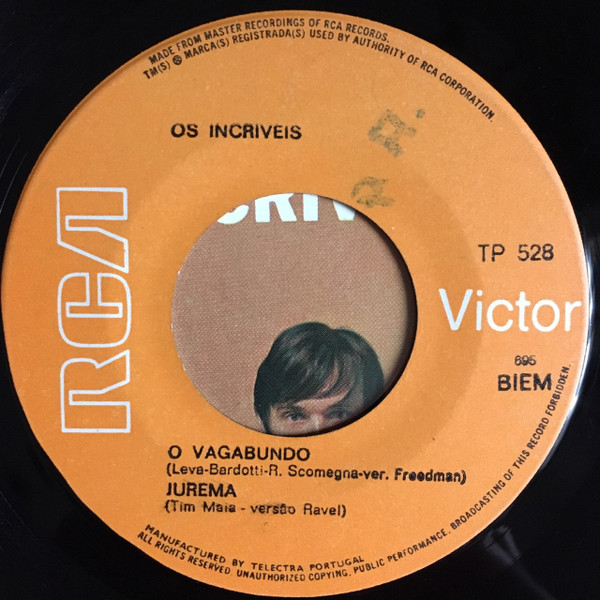 MADE FROM MASTER RECORDINGS OF RCA RECORDS.
TM(S) ® MARCA(S) REGISTRADA(S) USED BY AUTHORITY OF RCA CORPORATION.
OS INCRIVEIS
RCA
TP 528
Victor
695
BIEM
O VAGABUNDO
(Leva-Bardotti-R. Scomegna-ver. Freedman)
JUREMA
(Tim Maia - versão Ravel)
MANUFACTURED BY TELECTRA PORTUGAL
ALL RIGHTS RESERVED. UNAUTHORIZED COPYING, PUBLIC PERFORMANCE, BROADCASTING OF THIS RECORD FORBIDDEN.